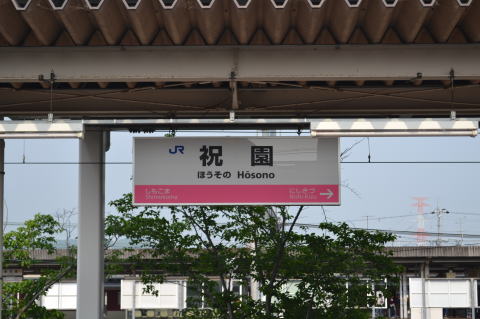 JR 祝園
ほうその Hōsono
しもこま にしきづ
Shimokoma Nishi-Kizu